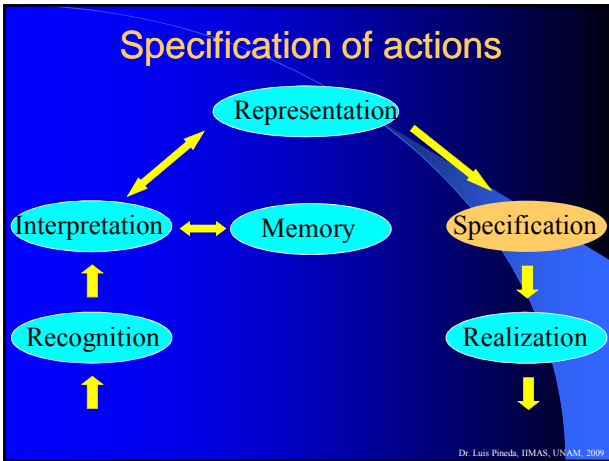 Specification of actions
Representation
Interpretation
Memory
Specification
Recognition
Realization
Dr. Luis Pineda, IIMAS, UNAM, 2009